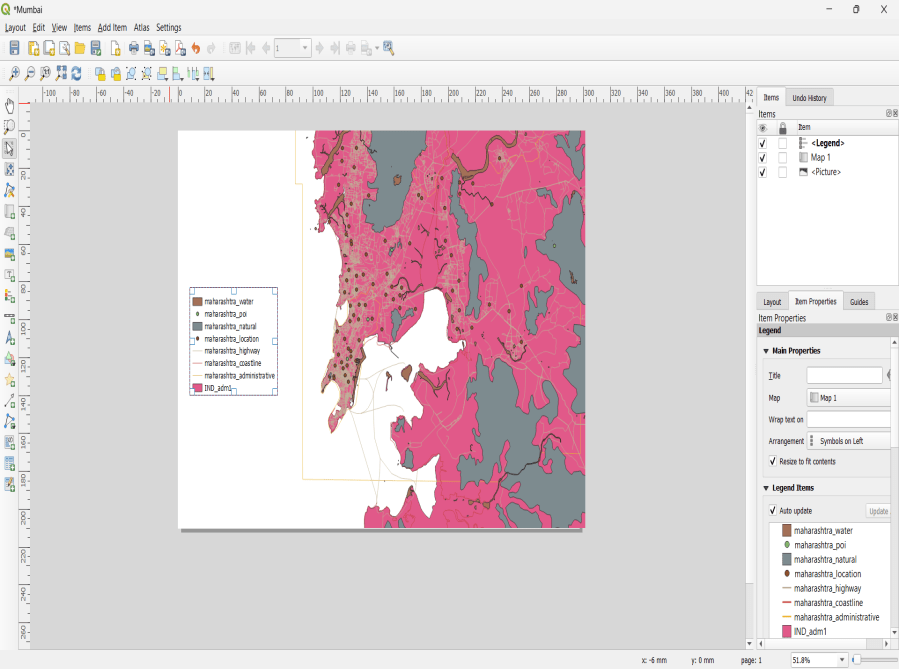 *Mumbai
Layout Edit View Items Add Item Atlas Settings
1
-100 -80 -60 -40 -20 0 20 40 60 80 100 120 140 160 180 200 220 240 260 280 300 320 340 360 380 400 42
0
20
40
60
80
100
120
140
160
180
200
220
240
260
maharashtra_water
maharashtra_poi
maharashtra_natural
maharashtra_location
maharashtra_highway
maharashtra_coastline
maharashtra_administrative
IND_adm1
Items Undo History
Items
Item
<Legend>
Map 1
<Picture>
Layout Item Properties Guides
Item Properties
Legend
Main Properties
Title
Map Map 1
Wrap text on
Arrangement Symbols on Left
Resize to fit contents
Legend Items
Auto update Update
maharashtra_water
maharashtra_poi
maharashtra_natural
maharashtra_location
maharashtra_highway
maharashtra_coastline
maharashtra_administrative
IND_adm1
x: -6 mm y: 0 mm page: 1 51.8%